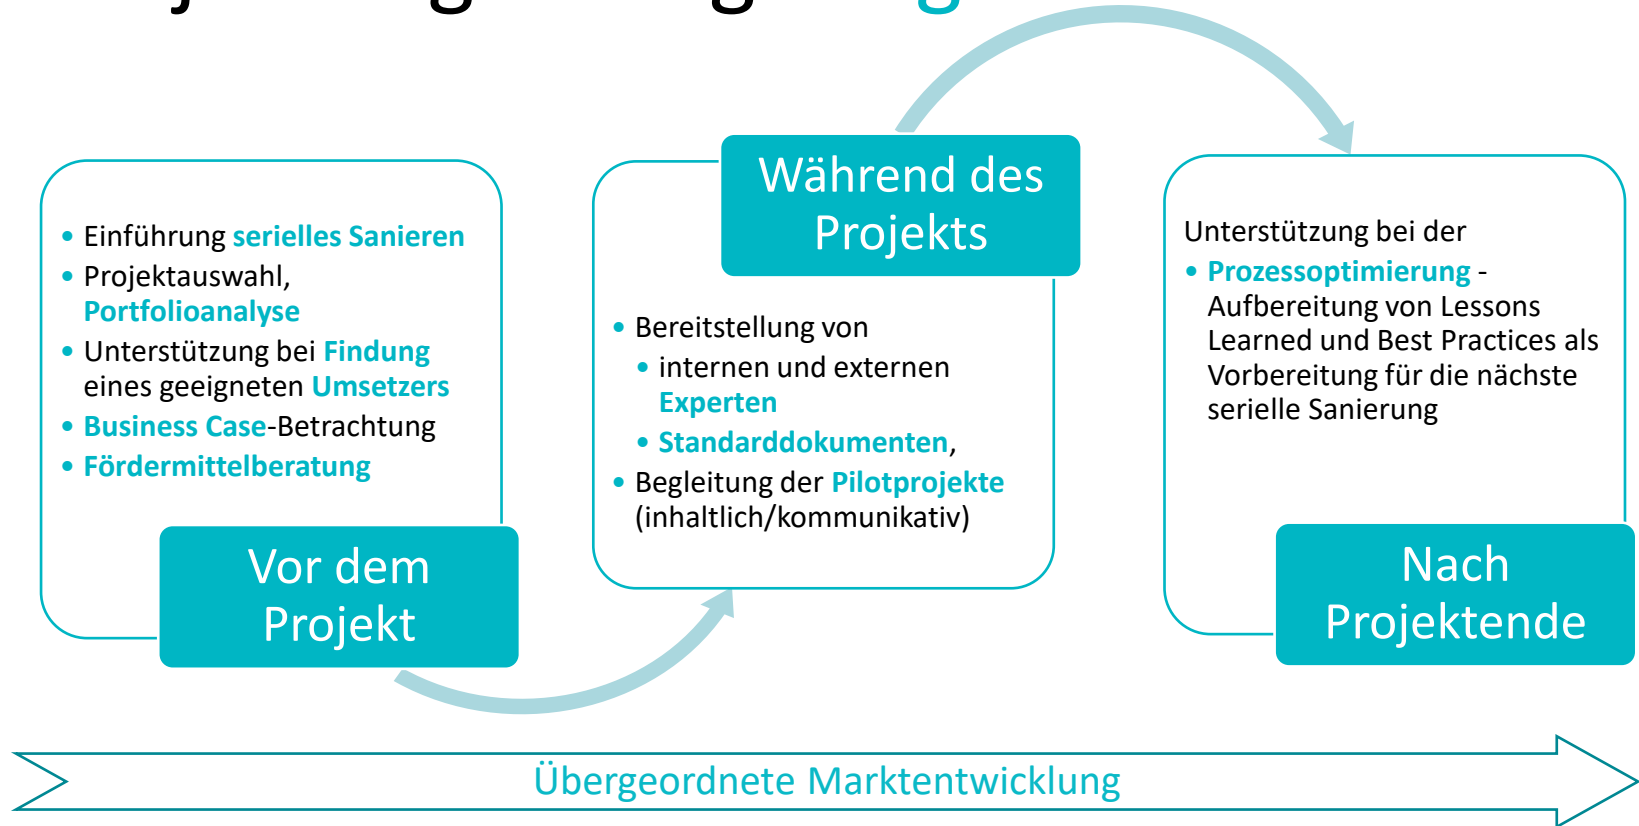 • Einführung serielles Sanieren
• Projektauswahl,
Portfolioanalyse
• Unterstützung bei Findung
eines geeigneten Umsetzers
• Business Case-Betrachtung
• Fördermittelberatung
Vor dem
Projekt
Während des
Projekts
• Bereitstellung von
• internen und externen
Experten
• Standarddokumenten,
• Begleitung der Pilotprojekte
(inhaltlich/kommunikativ)
Unterstützung bei der
• Prozessoptimierung -
Aufbereitung von Lessons
Learned und Best Practices als
Vorbereitung für die nächste
serielle Sanierung
Nach
Projektende
Übergeordnete Marktentwicklung